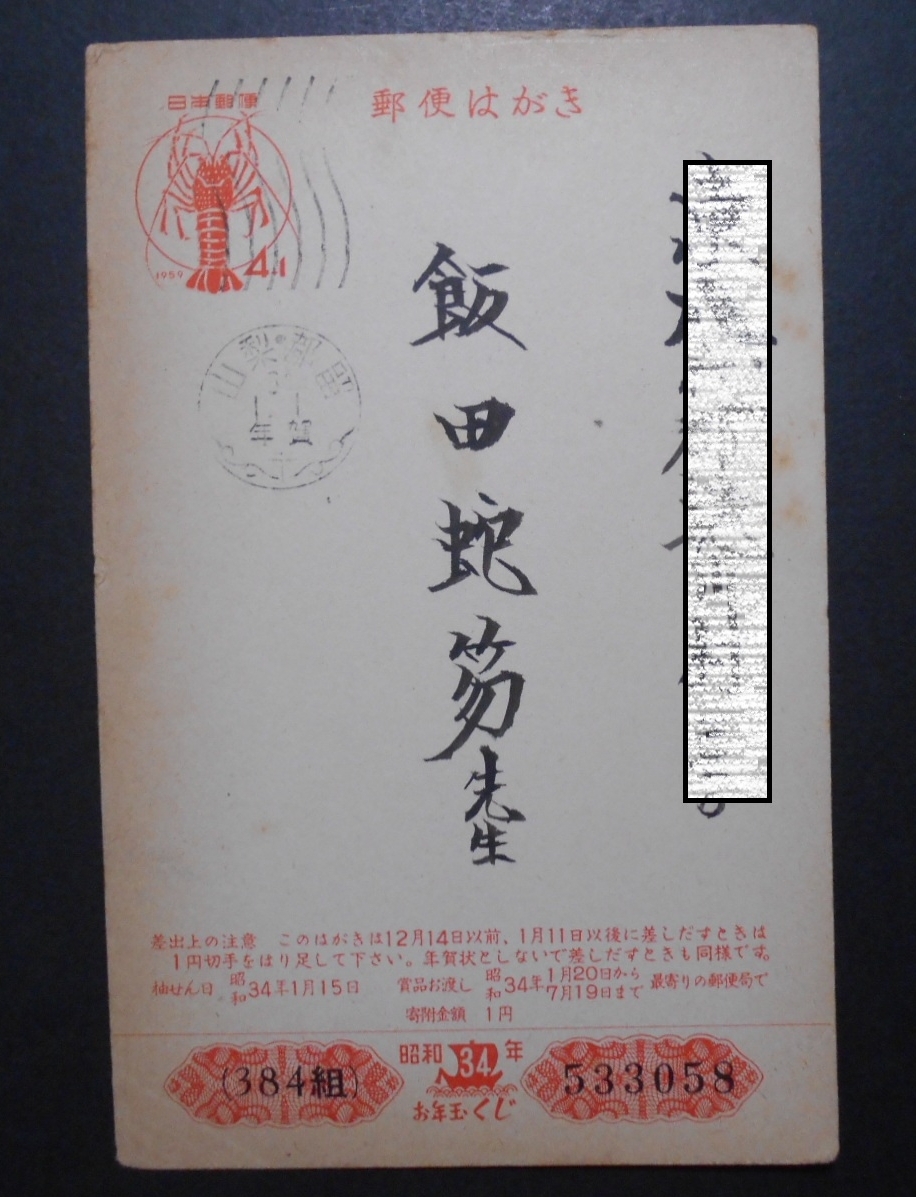 日本郵便
郵便はがき
1959
4+1
山梨・都留
1.1
年賀
飯田蛇笏先生
差出上の注意 このはがきは12月14日以前、1月11日以後に差しだすときは
1円切手をはり足して下さい。年賀状としないで差しだすときも同様です。
抽せん日 昭和34年1月15日 賞品お渡し 昭和34年1月20日から7月19日まで 最寄りの郵便局で
寄附金額 1円
昭和34年
お年玉くじ
(384組)
533058